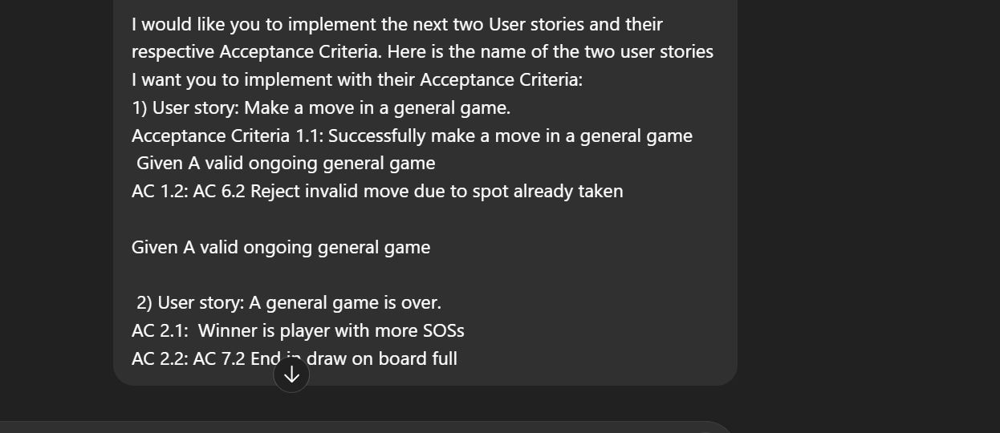 I would like you to implement the next two User stories and their
respective Acceptance Criteria. Here is the name of the two user stories
I want you to implement with their Acceptance Criteria:
1) User story: Make a move in a general game.
Acceptance Criteria 1.1: Successfully make a move in a general game
Given A valid ongoing general game
AC 1.2: AC 6.2 Reject invalid move due to spot already taken
Given A valid ongoing general game
2) User story: A general game is over.
AC 2.1:  Winner is player with more SOSs
AC 2.2: AC 7.2 End in draw on board full